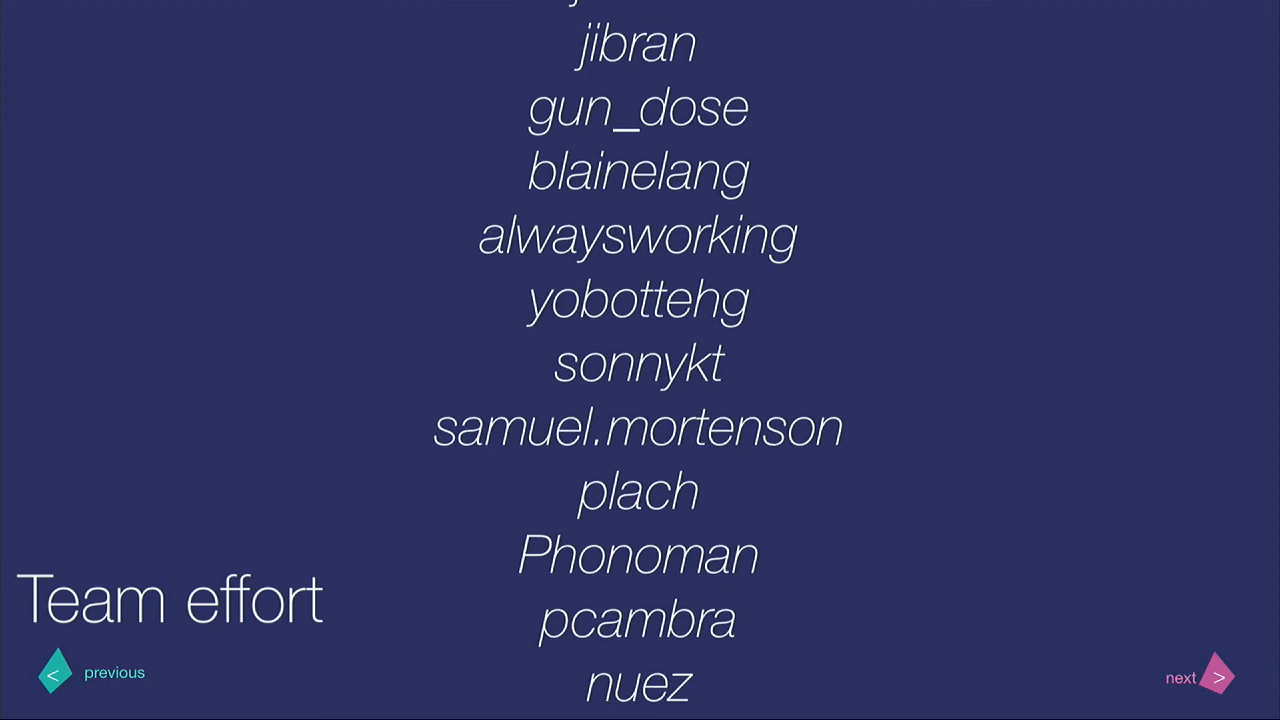 jibran
gun_dose
blainelang
alwaysworking
yobottehg
sonnykt
samuel.mortenson
plach
Phonoman
pcambra
nuez
Team effort
< previous
next >